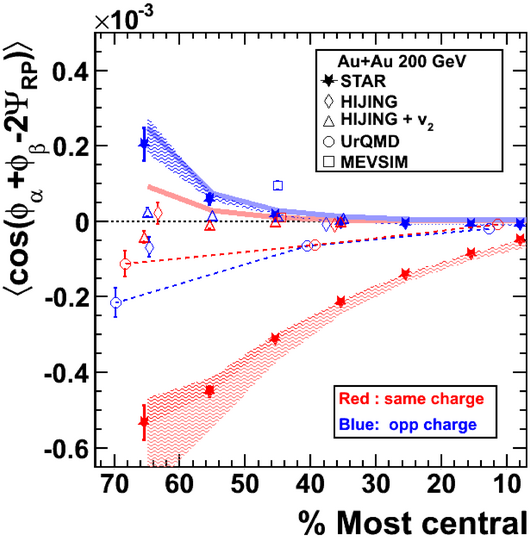 ×10⁻³
⟨cos(ϕα+ϕβ-2ΨRP)⟩
0.4
0.2
0
-0.2
-0.4
-0.6
Au+Au 200 GeV
STAR
HIJING
HIJING + v₂
UrQMD
MEVSIM
Red : same charge
Blue: opp charge
70 60 50 40 30 20 10
% Most central